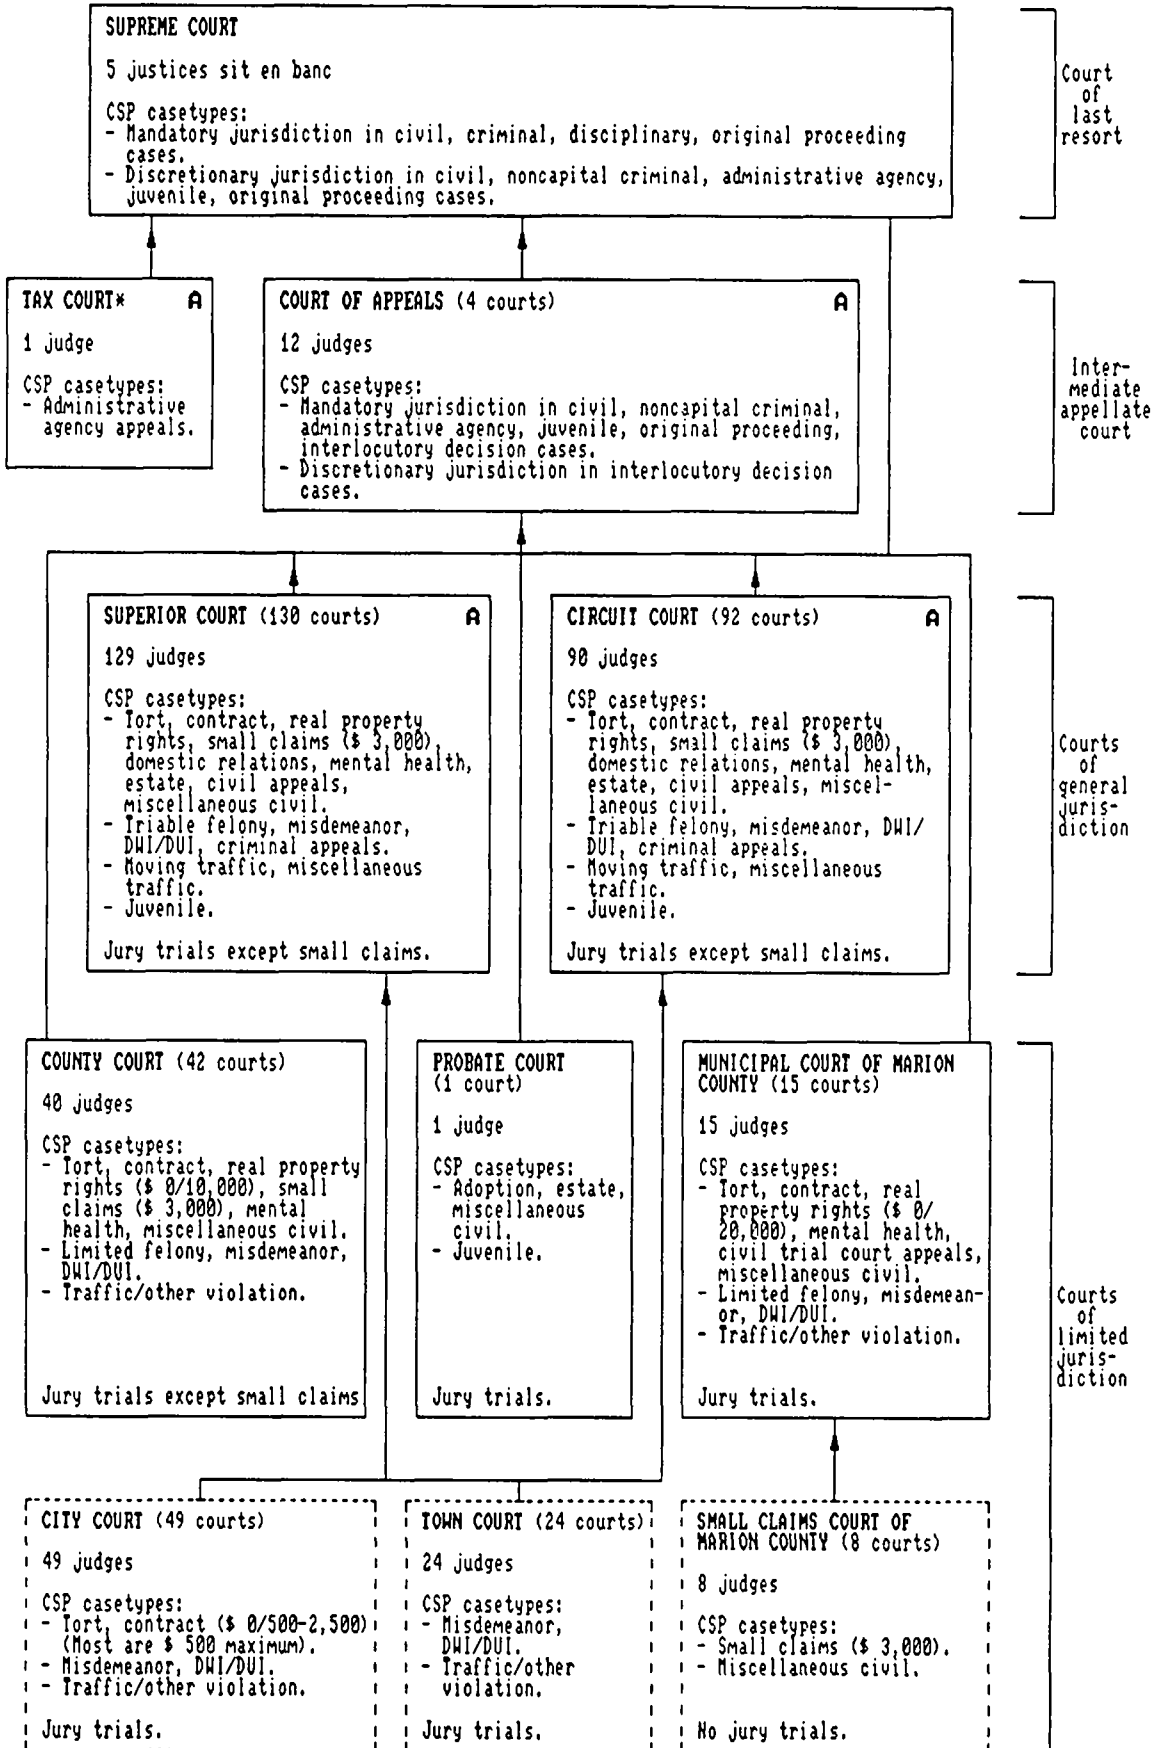 SUPREME COURT
5 justices sit en banc
CSP casetypes:
- Mandatory jurisdiction in civil, criminal, disciplinary, original proceeding
cases.
- Discretionary jurisdiction in civil, noncapital criminal, administrative agency,
juvenile, original proceeding cases.
Court
of
last
resort
TAX COURT* A
1 judge
CSP casetypes:
- Administrative
agency appeals.
COURT OF APPEALS (4 courts) A
12 judges
CSP casetypes:
- Mandatory jurisdiction in civil, noncapital criminal,
administrative agency, juvenile, original proceeding,
interlocutory decision cases.
- Discretionary jurisdiction in interlocutory decision
cases.
Inter-
mediate
appellate
court
SUPERIOR COURT (130 courts) A
129 judges
CSP casetypes:
- Tort, contract, real property
rights, small claims ($ 3,000),
domestic relations, mental health,
estate, civil appeals,
miscellaneous civil.
- Triable felony, misdemeanor,
DWI/DUI, criminal appeals.
- Moving traffic, miscellaneous
traffic.
- Juvenile.
Jury trials except small claims.
CIRCUIT COURT (92 courts) A
90 judges
CSP casetypes:
- Tort, contract, real property
rights, small claims ($ 3,000),
domestic relations, mental health,
estate, civil appeals, miscel-
laneous civil.
- Triable felony, misdemeanor, DWI/
DUI, criminal appeals.
- Moving traffic, miscellaneous
traffic.
- Juvenile.
Jury trials except small claims.
Courts
of
general
juris-
diction
COUNTY COURT (42 courts)
40 judges
CSP casetypes:
- Tort, contract, real property
rights ($ 0/10,000), small
claims ($ 3,000), mental
health, miscellaneous civil.
- Limited felony, misdemeanor,
DWI/DUI.
- Traffic/other violation.
Jury trials except small claims
PROBATE COURT
(1 court)
1 judge
CSP casetypes:
- Adoption, estate,
miscellaneous
civil.
- Juvenile.
Jury trials.
MUNICIPAL COURT OF MARION
COUNTY (15 courts)
15 judges
CSP casetypes:
- Tort, contract, real
property rights ($ 0/
20,000), mental health,
civil trial court appeals,
miscellaneous civil.
- Limited felony, misdemean-
or, DWI/DUI.
- Traffic/other violation.
Jury trials.
Courts
of
limited
juris-
diction
CITY COURT (49 courts)
49 judges
CSP casetypes:
- Tort, contract ($ 0/500-2,500)
(Most are $ 500 maximum).
- Misdemeanor, DWI/DUI.
- Traffic/other violation.
Jury trials.
TOWN COURT (24 courts)
24 judges
CSP casetypes:
- Misdemeanor,
DWI/DUI.
- Traffic/other
violation.
Jury trials.
SMALL CLAIMS COURT OF
MARION COUNTY (8 courts)
8 judges
CSP casetypes:
- Small claims ($ 3,000).
- Miscellaneous civil.
No jury trials.